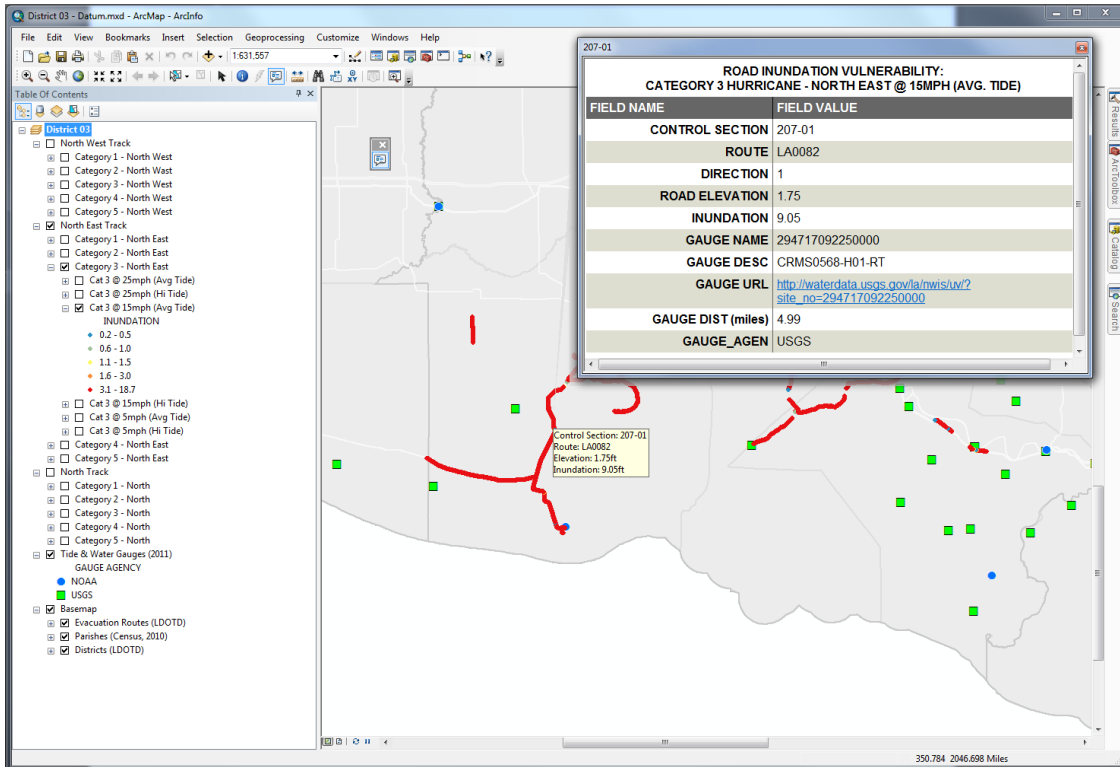 District 03 - Datum.mxd - ArcMap - ArcInfo
File Edit View Bookmarks Insert Selection Geoprocessing Customize Windows Help
1:631,557
Table Of Contents
District 03
North West Track
Category 1 - North West
Category 2 - North Wast
Category 3 - North West
Category 4 - North West
Category 5 - North West
North East Track
Category 1 - North East
Category 2 - North East
Category 3 - North East
Cat 3 @ 25mph (Avg Tide)
Cat 3 @ 25mph (Hi Tide)
Cat 3 @ 15mph (Avg Tide)
INUNDATION
0.2 - 0.5
0.6 - 1.0
1.1 - 1.5
1.6 - 3.0
3.1 - 18.7
Cat 3 @ 15mph (Hi Tide)
Cat 3 @ 5mph (Avg Tide)
Cat 3 @ 5mph (Hi Tide)
Category 4 - North East
Category 5 - North East
North Track
Category 1 - North
Category 2 - North
Category 3 - North
Category 4 - North
Category 5 - North
Tide & Water Gauges (2011)
GAUGE AGENCY
NOAA
USGS
Basemap
Evacuation Routes (LDOTD)
Parishes (Census, 2010)
Districts (LDOTD)
207-01
ROAD INUNDATION VULNERABILITY:
CATEGORY 3 HURRICANE - NORTH EAST @ 15MPH (AVG. TIDE)
FIELD NAME FIELD VALUE
CONTROL SECTION 207-01
ROUTE LA0082
DIRECTION 1
ROAD ELEVATION 1.75
INUNDATION 9.05
GAUGE NAME 294717092250000
GAUGE DESC CRMS0568-H01-RT
GAUGE URL http://waterdata.usgs.gov/la/nwis/uv/?
site_no=294717092250000
GAUGE DIST (miles) 4.99
GAUGE_AGEN USGS
Control Section: 207-01
Route: LA0082
Elevation: 1.75ft
Inundation: 9.05ft
Results
ArcToolbox
Catalog
Search
350.784 2046.698 Miles